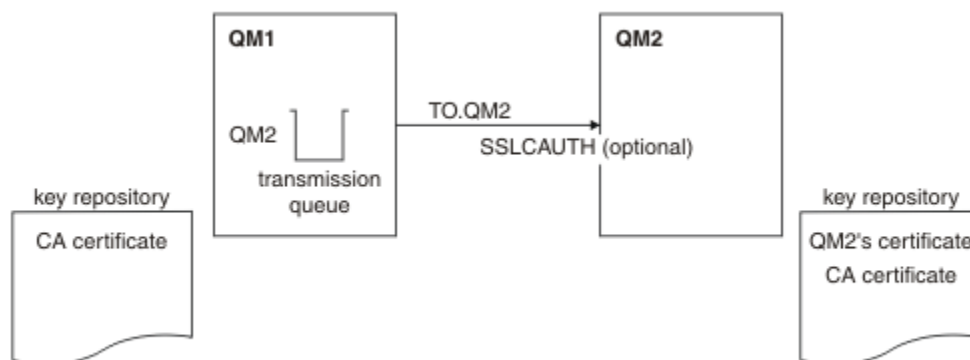 QM1
QM2
TO.QM2
QM2
SSLCAUTH (optional)
transmission
queue
key repository
key repository
CA certificate
QM2's certificate
CA certificate